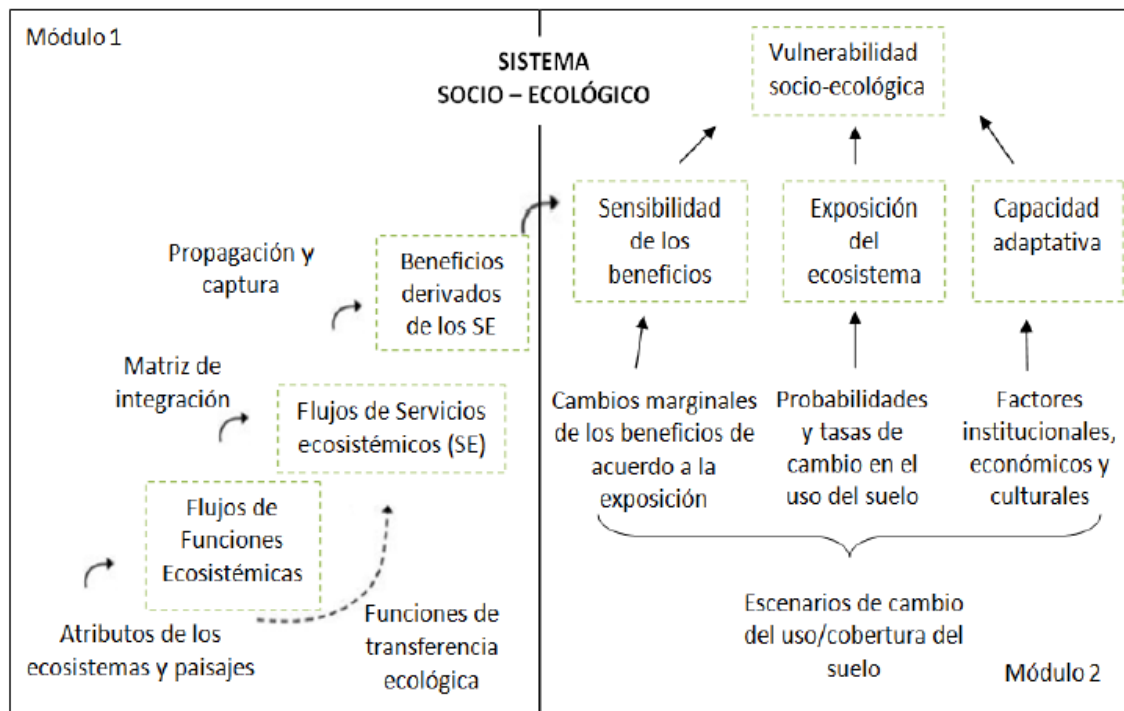 Módulo 1
SISTEMA
SOCIO – ECOLÓGICO
Propagación y
captura
Beneficios
derivados
de los SE
Matriz de
integración
Flujos de Servicios
ecosistémicos (SE)
Flujos de
Funciones
Ecosistémicas
Atributos de los
ecosistemas y paisajes
Funciones de
transferencia
ecológica
Vulnerabilidad
socio-ecológica
Sensibilidad
de los
beneficios
Exposición
del
ecosistema
Capacidad
adaptativa
Cambios marginales
de los beneficios de
acuerdo a la
exposición
Probabilidades
y tasas de
cambio en el
uso del suelo
Factores
institucionales,
económicos y
culturales
Escenarios de cambio
del uso/cobertura del
suelo
Módulo 2